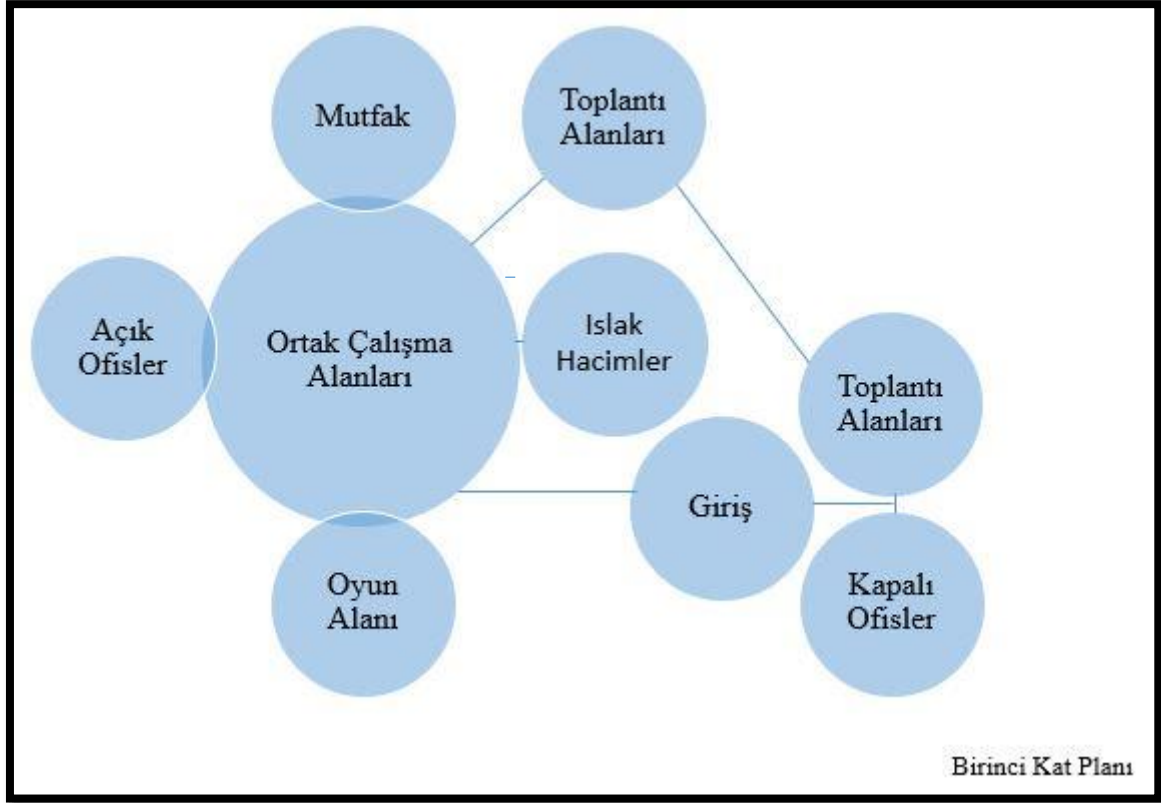 Mutfak
Toplantı
Alanları
Açık
Ofisler
Ortak Çalışma
Alanları
Islak
Hacimler
Toplantı
Alanları
Giriş
Oyun
Alanı
Kapalı
Ofisler
Birinci Kat Planı